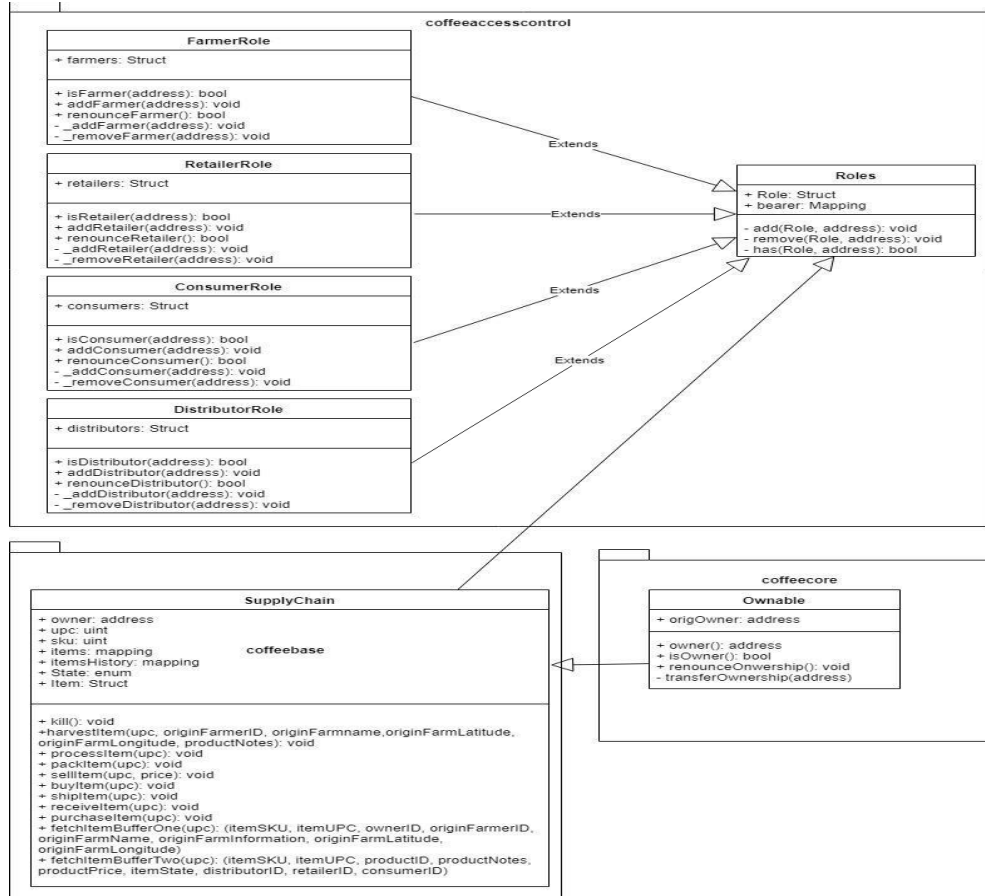 coffeeaccesscontrol
FarmerRole
+ farmers: Struct
+ isFarmer(address): bool
+ addFarmer(address): void
+ renounceFarmer(): bool
- _addFarmer(address): void
- _removeFarmer(address): void
Extends
RetailerRole
+ retailers: Struct
+ isRetailer(address): bool
+ addRetailer(address): void
+ renounceRetailer(): bool
- _addRetailer(address): void
- _removeRetailer(address): void
Extends
Roles
+ Role: Struct
+ bearer: Mapping
- add(Role, address): void
- remove(Role, address): void
- has(Role, address): bool
ConsumerRole
+ consumers: Struct
+ isConsumer(address): bool
+ addConsumer(address): void
+ renounceConsumer(): bool
- _addConsumer(address): void
- _removeConsumer(address): void
Extends
DistributorRole
+ distributors: Struct
+ isDistributor(address): bool
+ addDistributor(address): void
+ renounceDistributor(): bool
- _addDistributor(address): void
- _removeDistributor(address): void
Extends
SupplyChain
+ owner: address
+ upc: uint
+ sku: uint
+ items: mapping
+ itemsHistory: mapping
+ State: enum
+ Item: Struct
coffeebase
+ kill(): void
+harvestItem(upc, originFarmerID, originFarmname,originFarmLatitude,
originFarmLongitude, productNotes): void
+ processItem(upc): void
+ packItem(upc): void
+ sellItem(upc, price): void
+ buyItem(upc): void
+ shipItem(upc): void
+ receiveItem(upc): void
+ purchaseItem(upc): void
+ fetchItemBufferOne(upc): (itemSKU, itemUPC, ownerID, originFarmerID,
originFarmName, originFarmInformation, originFarmLatitude,
originFarmLongitude)
+ fetchItemBufferTwo(upc): (itemSKU, itemUPC, productID, productNotes,
productPrice, itemState, distributorID, retailerID, consumerID)
coffeecore
Ownable
+ origOwner: address
+ owner(): address
+ isOwner(): bool
+ renounceOnwership(): void
- transferOwnership(address)